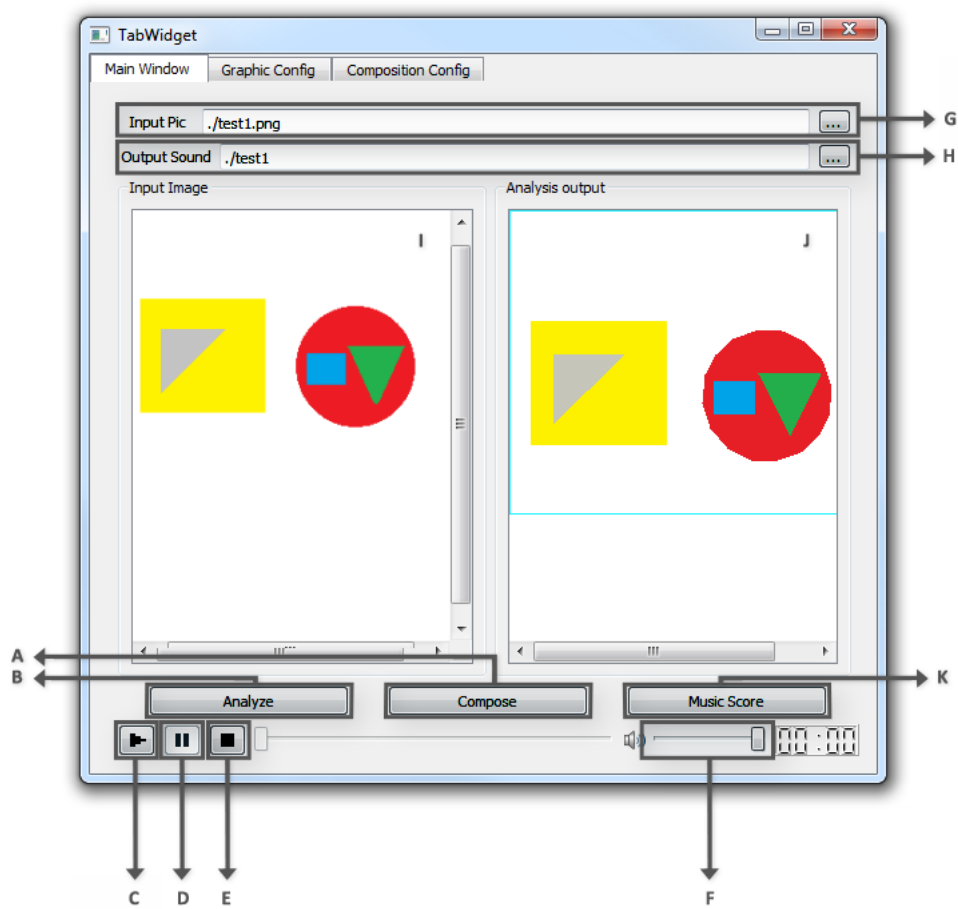 TabWidget
Main Window Graphic Config Composition Config
Input Pic ./test1.png ... G
Output Sound ./test1 ... H
Input Image Analysis output
I J
A
B K
Analyze Compose Music Score
00:00
C D E F